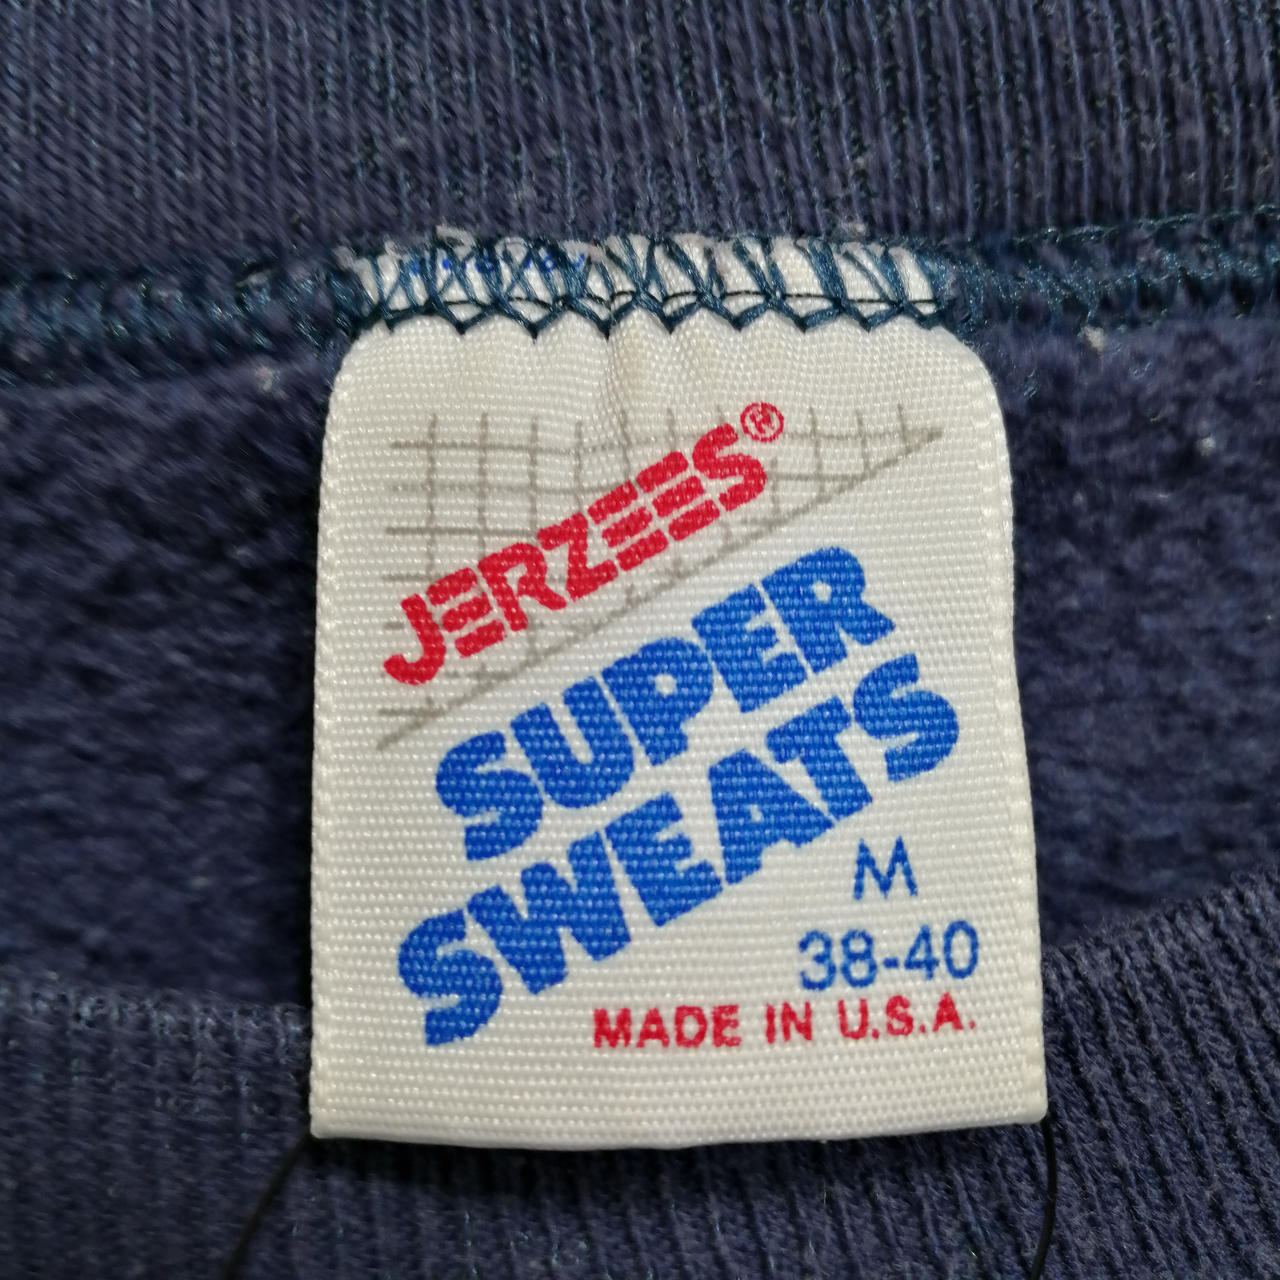 JERZEES®
SUPER
SWEATS
M
38-40
MADE IN U.S.A.